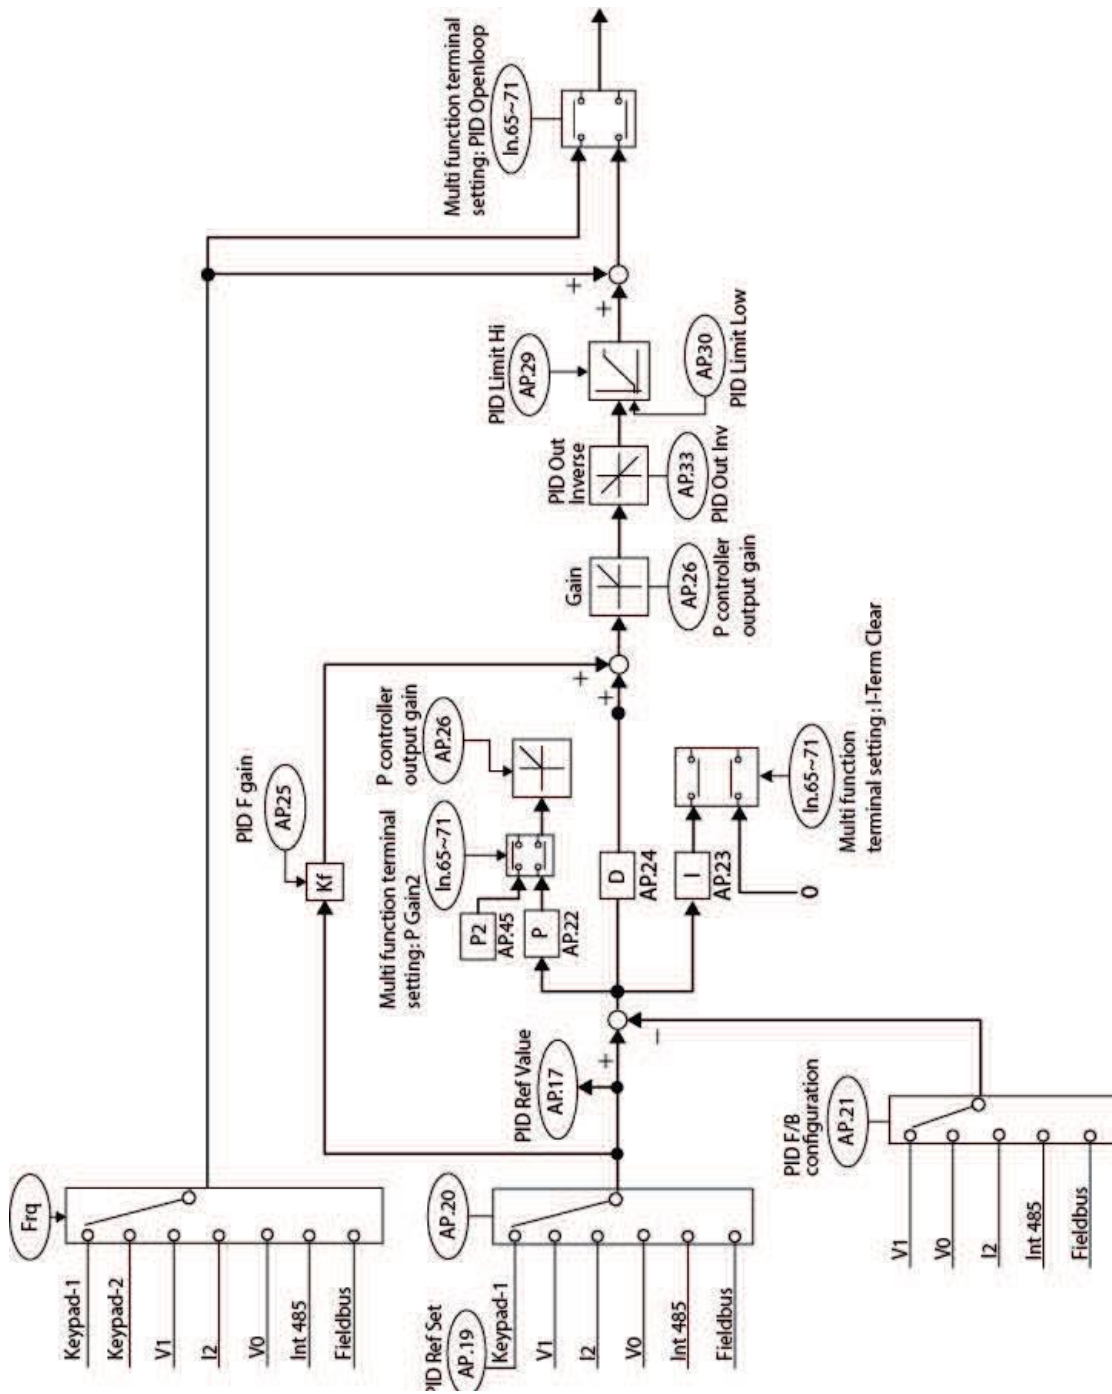 Multi function terminal
setting: PID Openloop
In.65~71
+
+
PID Limit Hi
AP.29
AP.30
PID Limit Low
PID Out
Inverse
AP.33
PID Out Inv
Gain
AP.26
P controller
output gain
+
+
PID F gain
AP.25
Kf
P controller
output gain
AP.26
Multi function terminal
setting: P Gain2
In.65~71
P2
AP.45
P
AP.22
D
AP.24
I
AP.23
0
In.65~71
Multi function
terminal setting : I-Term Clear
PID Ref Value
AP.17
+
−
PID F/B
configuration
AP.21
V1
V0
I2
Int 485
Fieldbus
Frq
Keypad-1
Keypad-2
V1
I2
V0
Int 485
Fieldbus
AP.20
PID Ref Set
AP.19
Keypad-1
V1
I2
V0
Int 485
Fieldbus